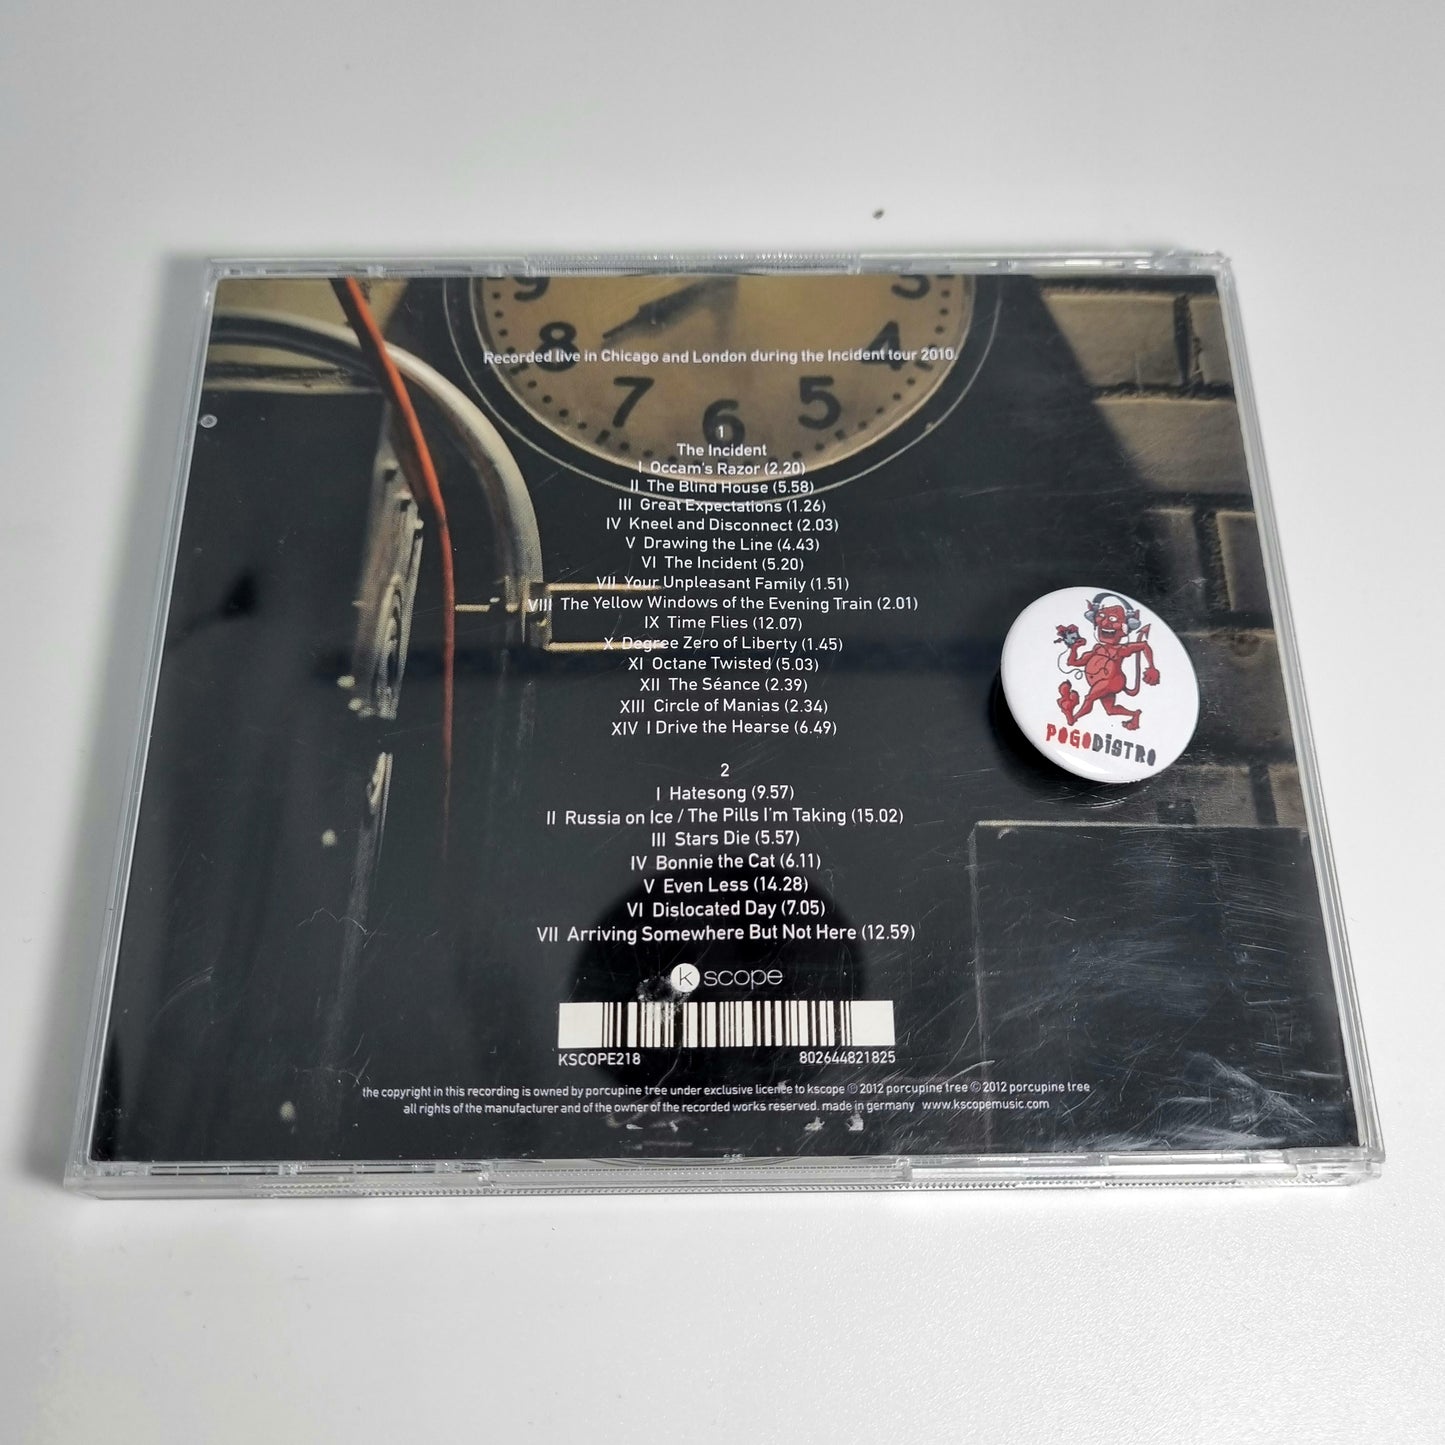 9 3
8 4
7 6 5
Recorded live in Chicago and London during the Incident tour 2010.
1
The Incident
I Occam's Razor (2.20)
II The Blind House (5.58)
III Great Expectations (1.26)
IV Kneel and Disconnect (2.03)
V Drawing the Line (4.43)
VI The Incident (5.20)
VII Your Unpleasant Family (1.51)
VIII The Yellow Windows of the Evening Train (2.01)
IX Time Flies (12.07)
X Degree Zero of Liberty (1.45)
XI Octane Twisted (5.03)
XII The Séance (2.39)
XIII Circle of Manias (2.34)
XIV I Drive the Hearse (6.49)
2
I Hatesong (9.57)
II Russia on Ice / The Pills I'm Taking (15.02)
III Stars Die (5.57)
IV Bonnie the Cat (6.11)
V Even Less (14.28)
VI Dislocated Day (7.05)
VII Arriving Somewhere But Not Here (12.59)
k scope
KSCOPE218 802644821825
the copyright in this recording is owned by porcupine tree under exclusive licence to kscope ℗2012 porcupine tree ©2012 porcupine tree
all rights of the manufacturer and of the owner of the recorded works reserved. made in germany www.kscopemusic.com
POGODiSTRO